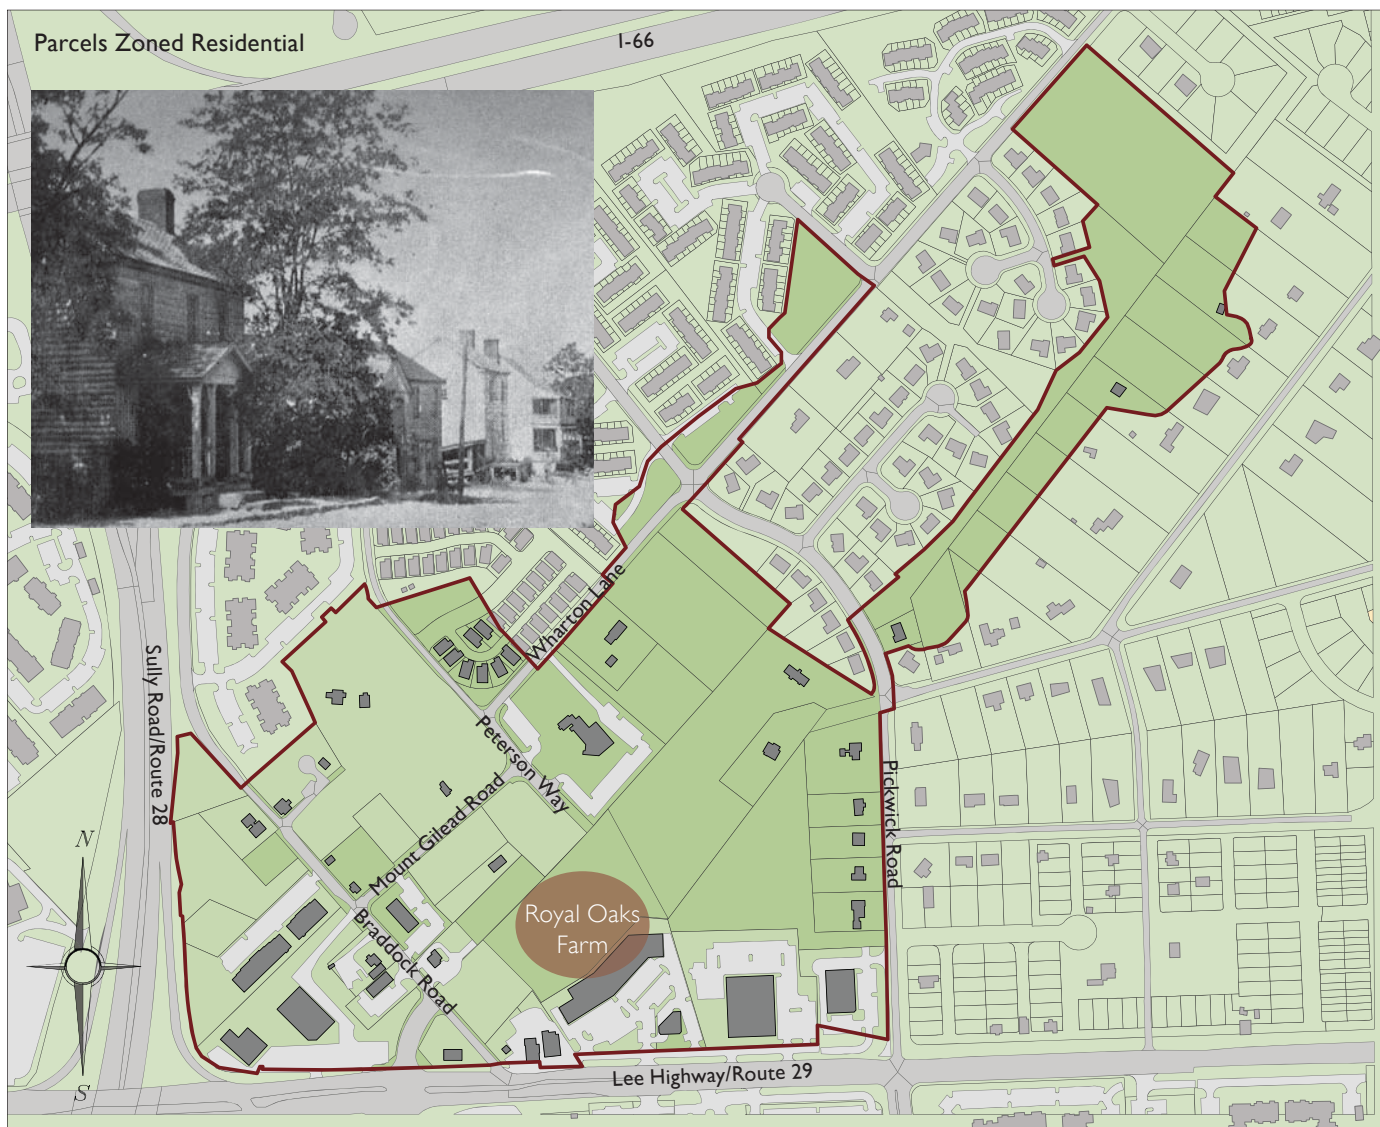 Parcels Zoned Residential
I-66
Wharton Lane
Sully Road/Route 28
Peterson Way
Mount Gilead Road
Pickwick Road
N
Royal Oaks
Farm
Braddock Road
S
Lee Highway/Route 29